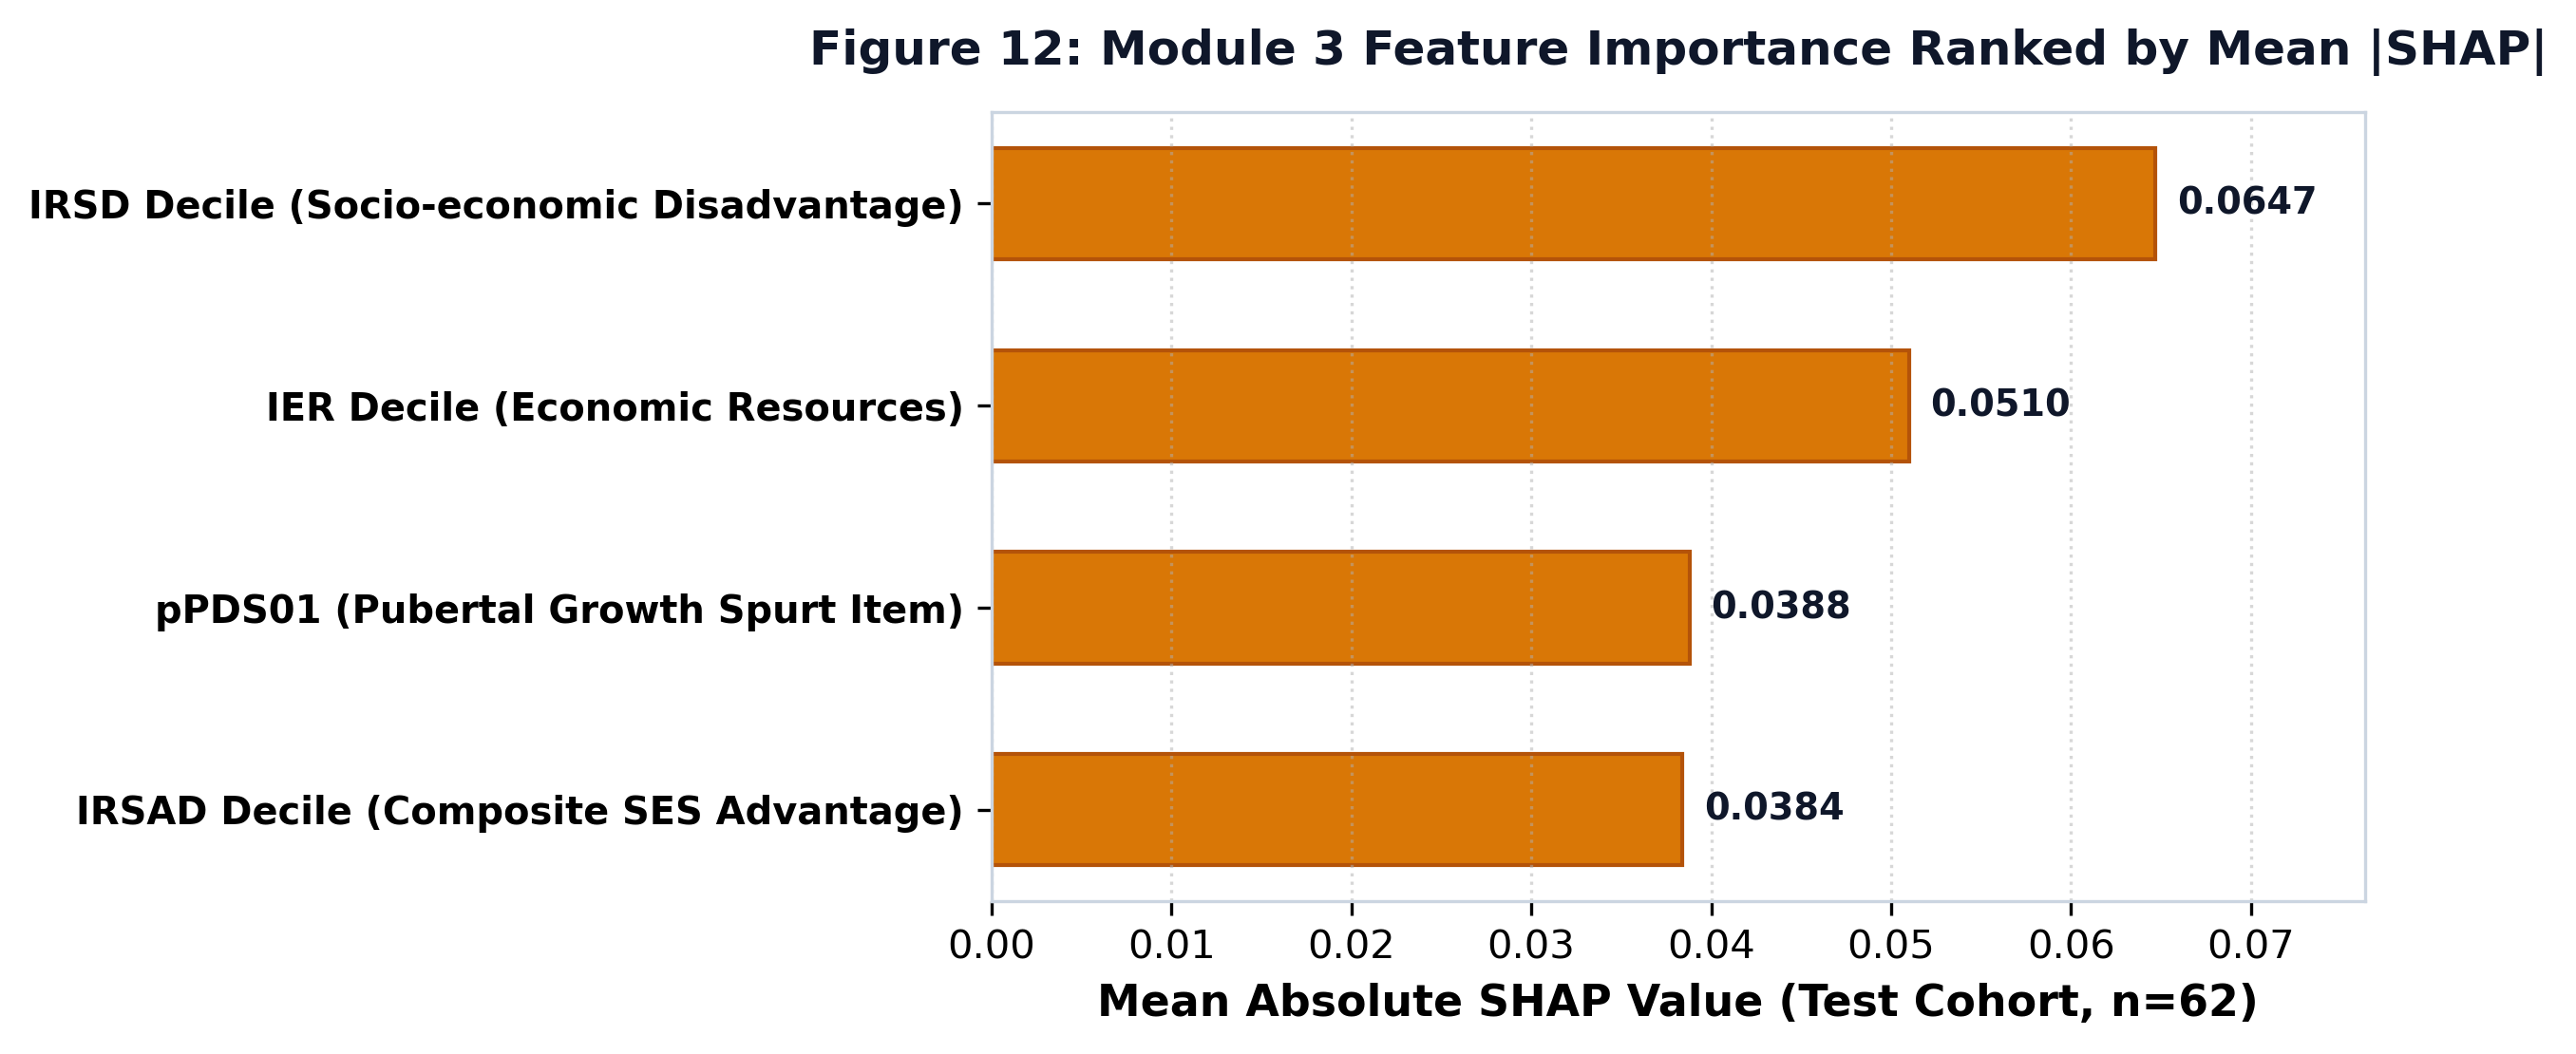 Figure 12: Module 3 Feature Importance Ranked by Mean |SHAP|
IRSD Decile (Socio-economic Disadvantage)
0.0647
IER Decile (Economic Resources)
0.0510
pPDS01 (Pubertal Growth Spurt Item)
0.0388
IRSAD Decile (Composite SES Advantage)
0.0384
0.00 0.01 0.02 0.03 0.04 0.05 0.06 0.07
Mean Absolute SHAP Value (Test Cohort, n=62)